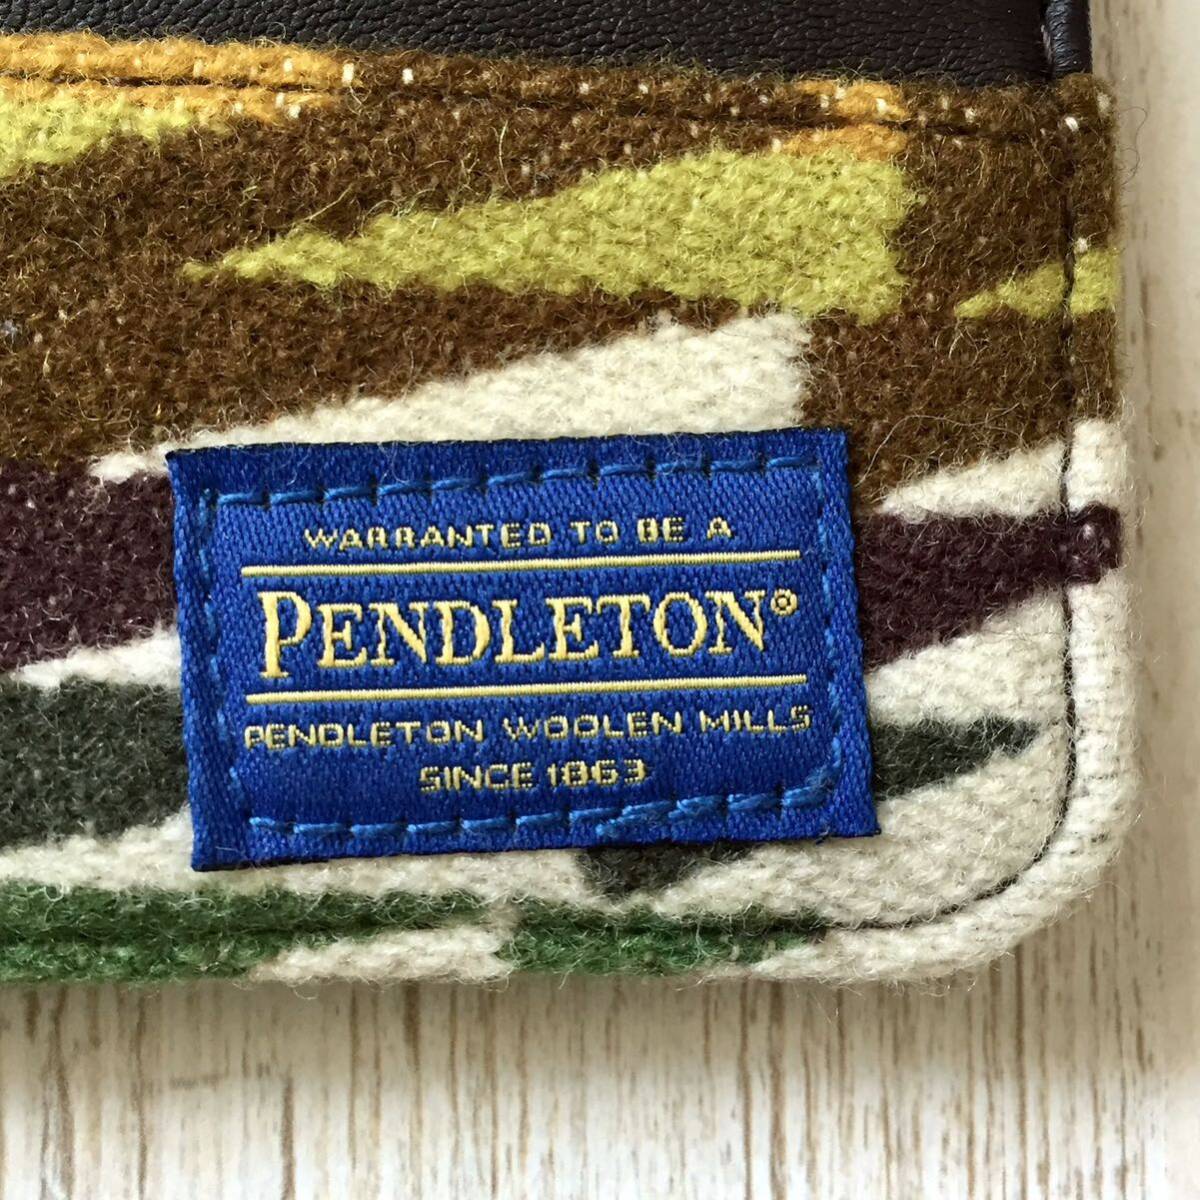 WARRANTED TO BE A
PENDLETON®
PENDLETON WOOLEN MILLS
SINCE 1863